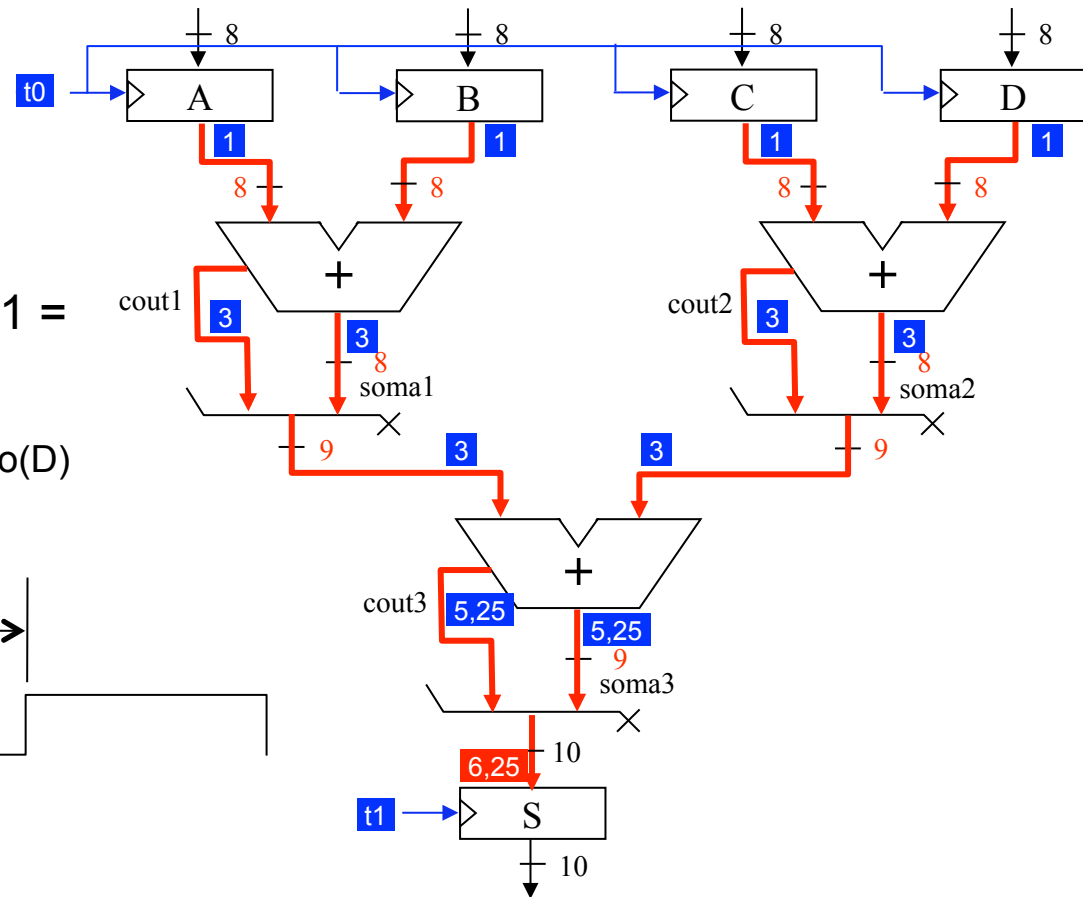 8 8 8 8
t0 A B C D
1 1 1 1
8 8 8 8
+ +
1 =
cout1 3 3 cout2 3 3
8 8
soma1 soma2
9 3 3 9
o(D)
+
cout3 5,25 5,25
9
soma3
10
6,25
t1 S
10